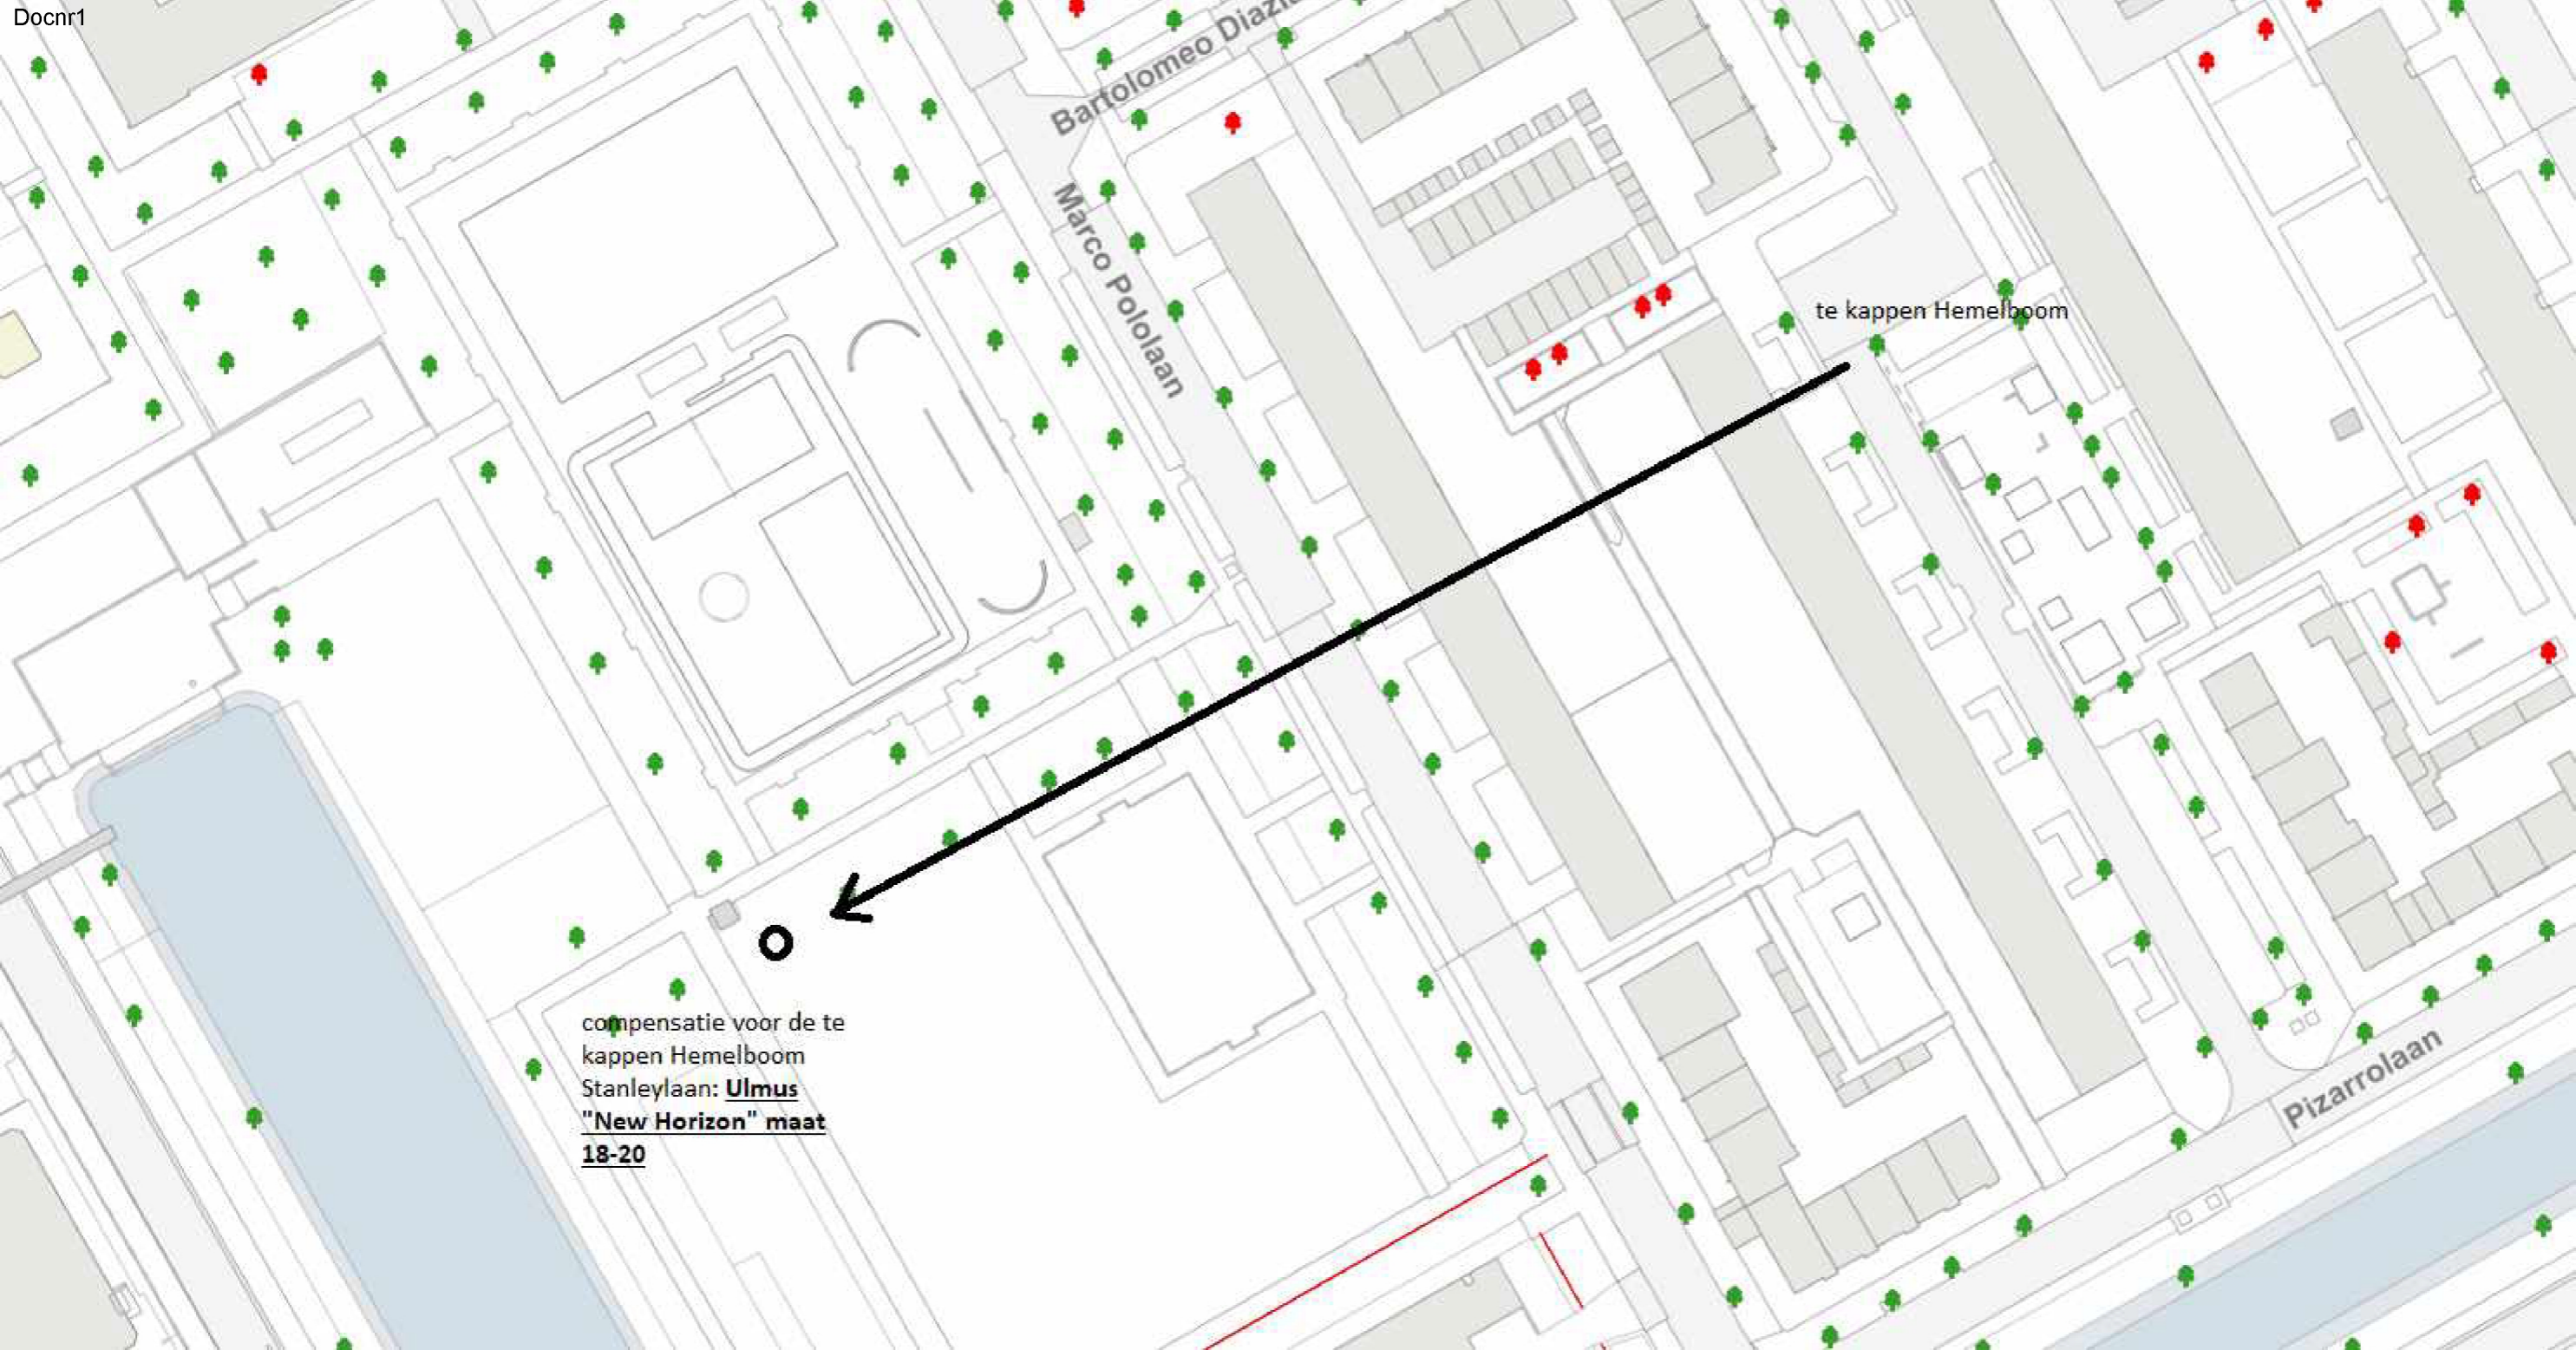 Docnr1
Bartolomeo Diazla
Marco Pololaan
te kappen Hemelboom
compensatie voor de te
kappen Hemelboom
Stanleylaan: Ulmus
"New Horizon" maat
18-20
Pizarrolaan